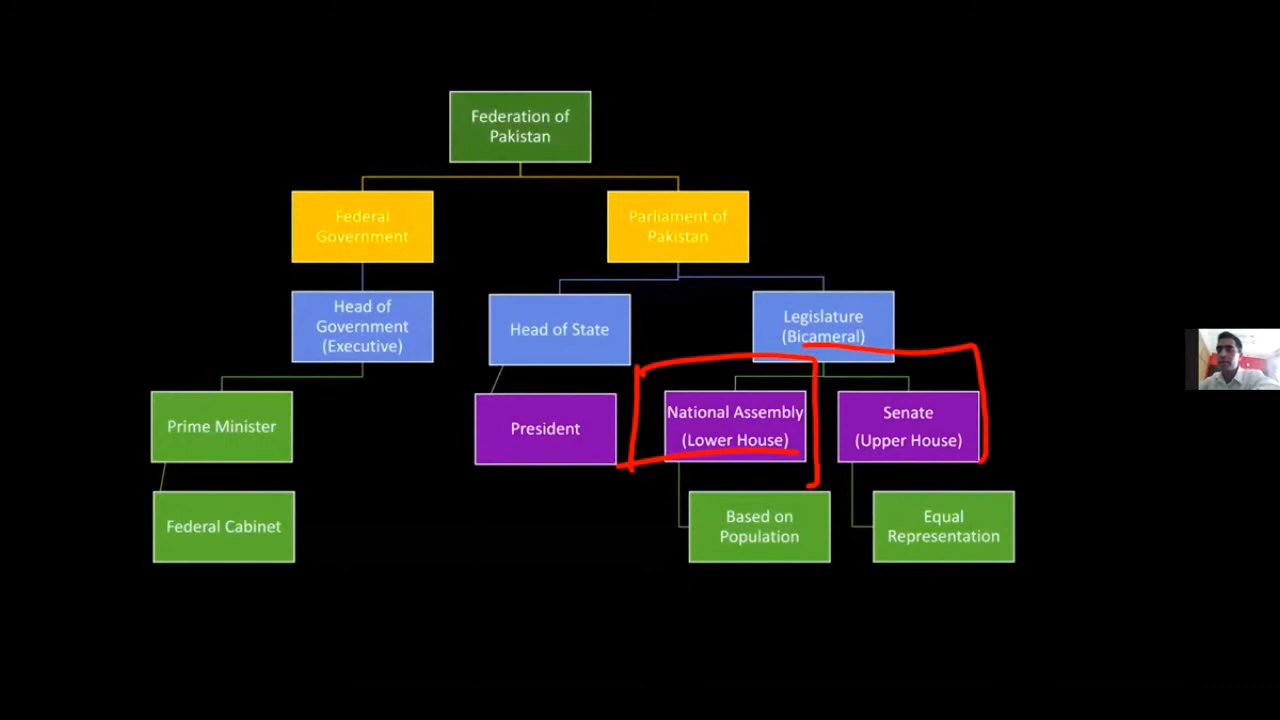 Federation of
Pakistan
Federal
Government
Parliament of
Pakistan
Head of
Government
(Executive)
Head of State
Legislature
(Bicameral)
Prime Minister
President
National Assembly
(Lower House)
Senate
(Upper House)
Federal Cabinet
Based on
Population
Equal
Representation